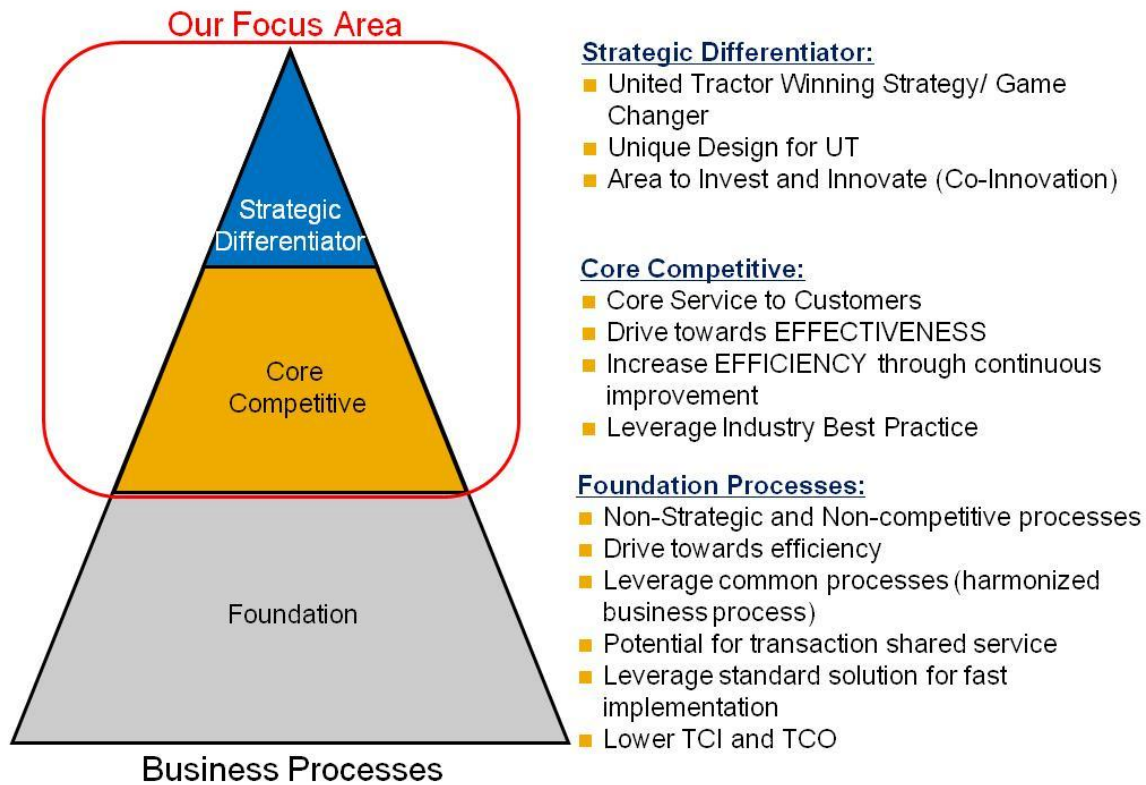 Our Focus Area
Strategic
Differentiator
Core
Competitive
Foundation
Business Processes
Strategic Differentiator:
United Tractor Winning Strategy/ Game
Changer
Unique Design for UT
Area to Invest and Innovate (Co-Innovation)
Core Competitive:
Core Service to Customers
Drive towards EFFECTIVENESS
Increase EFFICIENCY through continuous
improvement
Leverage Industry Best Practice
Foundation Processes:
Non-Strategic and Non-competitive processes
Drive towards efficiency
Leverage common processes (harmonized
business process)
Potential for transaction shared service
Leverage standard solution for fast
implementation
Lower TCI and TCO